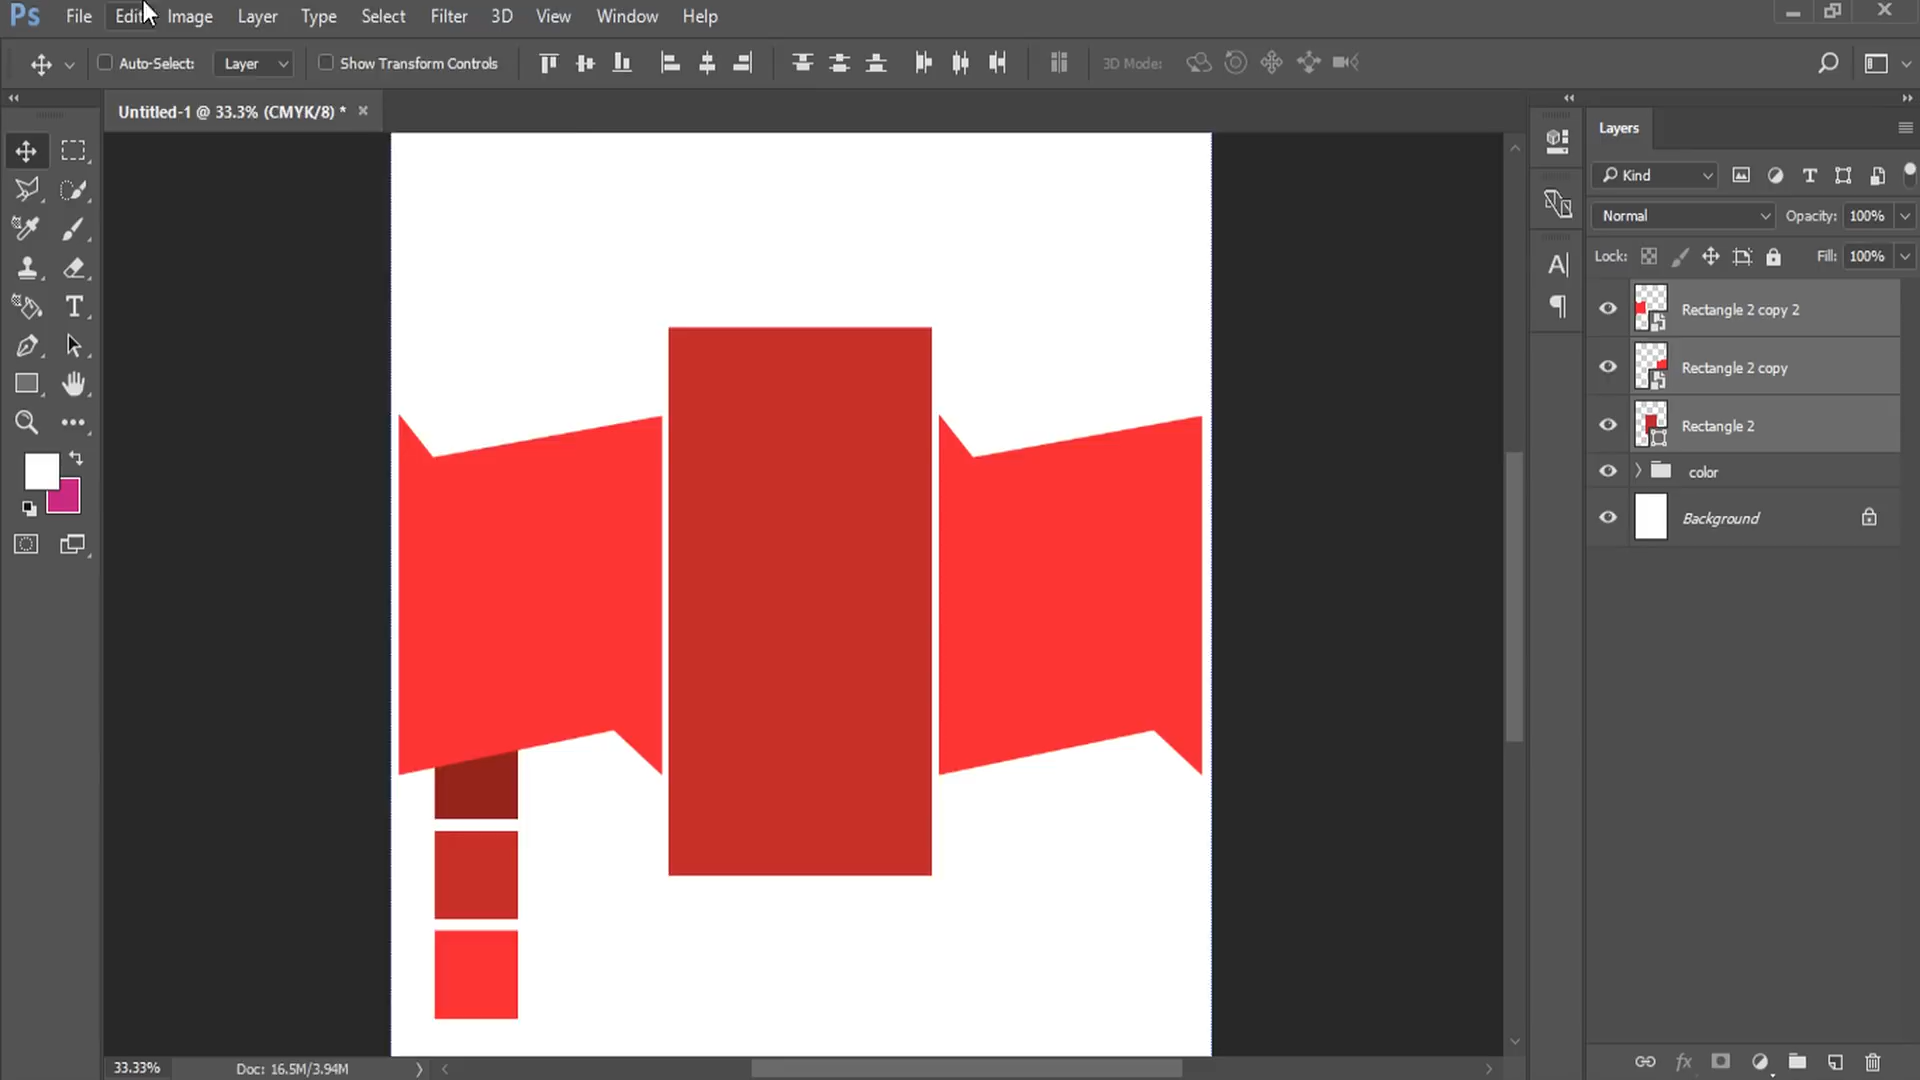 Ps File Edit Image Layer Type Select Filter 3D View Window Help
Auto-Select: Layer Show Transform Controls 3D Mode:
Untitled-1 @ 33.3% (CMYK/8) * ×
Layers
Kind
Normal Opacity: 100%
Lock: Fill: 100%
Rectangle 2 copy 2
Rectangle 2 copy
Rectangle 2
color
Background
33.33% Doc: 16.5M/3.94M